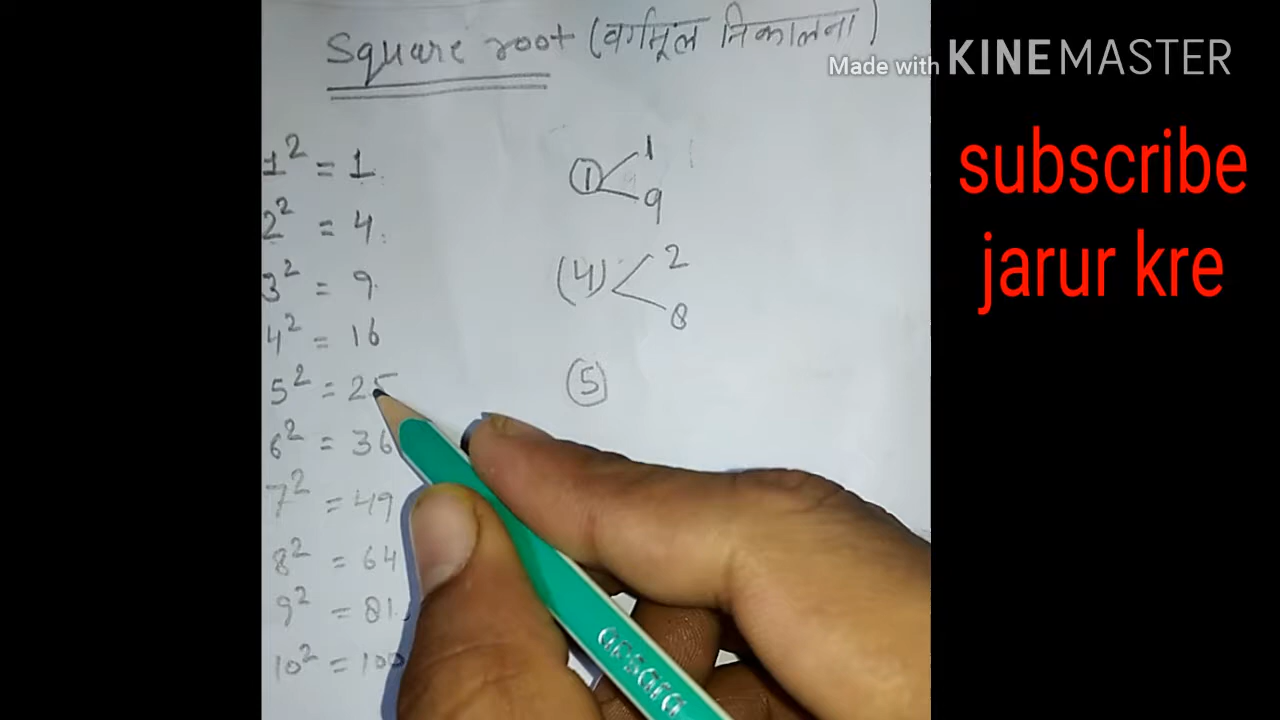 Square root (वर्गमूल निकालना)
Made with KINEMASTER
subscribe
jarur kre
1² = 1
2² = 4
3² = 9
4² = 16
5² = 25
6² = 36
7² = 49
8² = 64
9² = 81
10² = 100
1
1
9
(4)
2
8
5
apsara